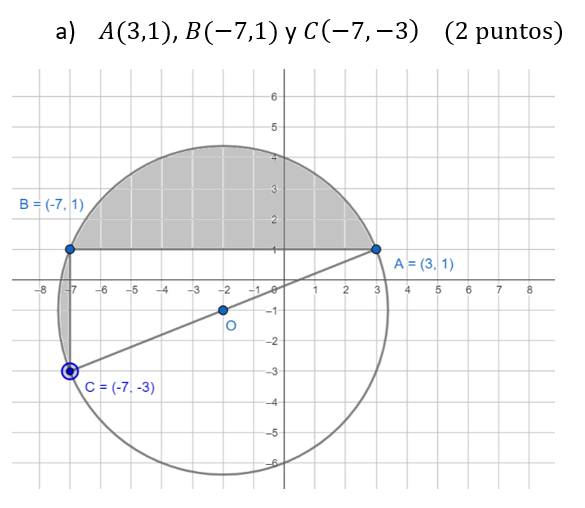 a) A(3,1), B(−7,1) y C(−7,−3) (2 puntos)
6
5
4
3
2
B = (-7, 1)
1
A = (3, 1)
−8 −7 −6 −5 −4 −3 −2 −1 0 1 2 3 4 5 6 7 8
−1
O
−2
−3
C = (-7, -3)
−4
−5
−6